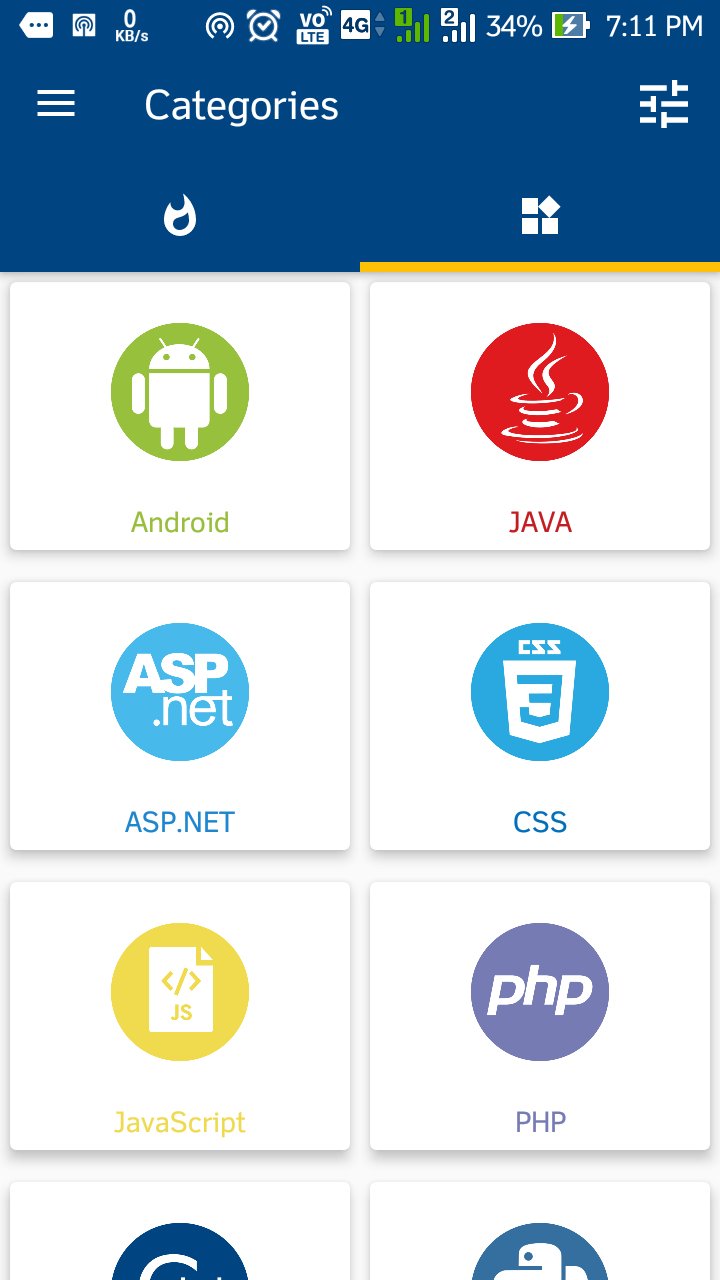 0
KB/s
VO
LTE
4G
1
2
34%
7:11 PM
Categories
Android
JAVA
ASP
.net
CSS
ASP.NET
CSS
JS
php
JavaScript
PHP